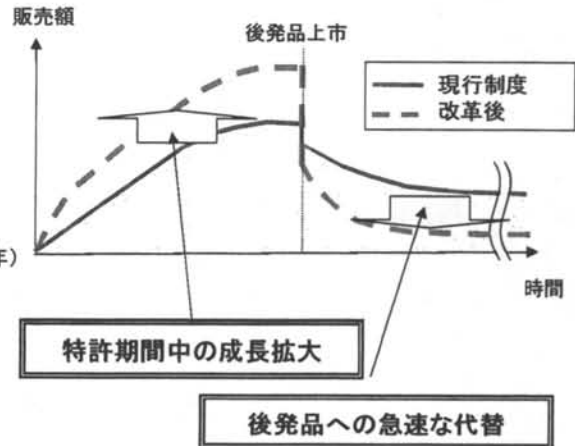 販売額
後発品上市
現行制度
改革後
年）
時間
特許期間中の成長拡大
後発品への急速な代替